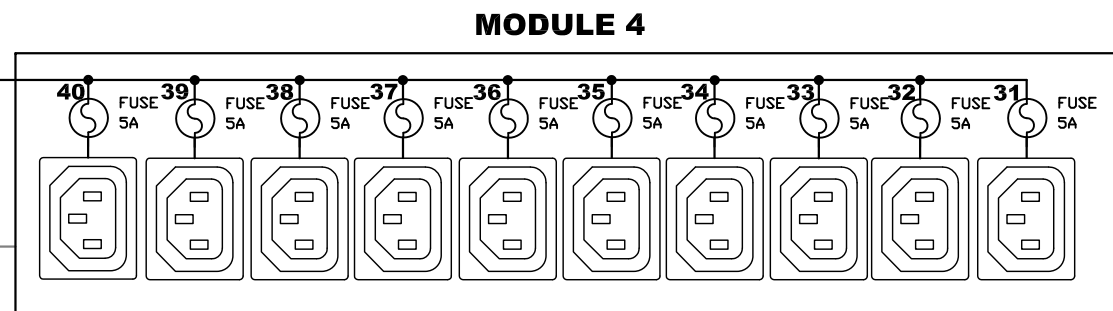 MODULE 4
40 39 38 37 36 35 34 33 32 31
FUSE FUSE FUSE FUSE FUSE FUSE FUSE FUSE FUSE FUSE
5A 5A 5A 5A 5A 5A 5A 5A 5A 5A